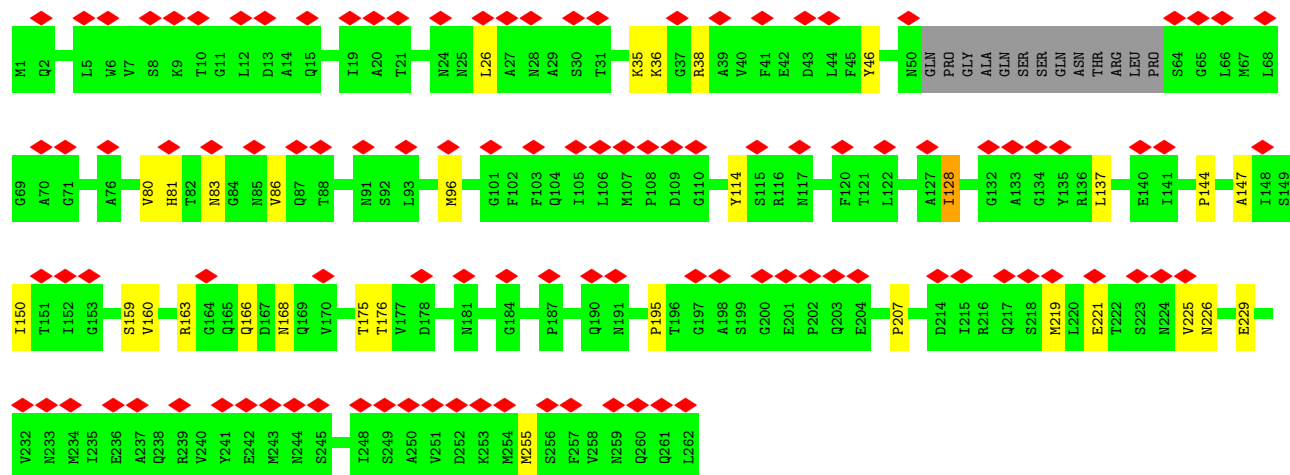 M1 Q2 L5 W6 V7 S8 K9 T10 G11 L12 D13 A14 Q15 I19 A20 T21 N24 N25 L26 A27 N28 A29 S30 T31 K35 K36 G37 R38 A39 V40 F41 E42 D43 L44 F45 Y46 N50 GLN PRO GLY ALA GLN SER SER GLN ASN THR ARG LEU PRO S64 G65 L66 M67 L68
G69 A70 G71 A76 V80 H81 T82 N83 G84 N85 V86 Q87 T88 N91 S92 L93 M96 G101 F102 F103 Q104 I105 L106 M107 P108 D109 G110 Y114 S115 R116 N117 F120 T121 L122 A127 I128 G132 A133 G134 Y135 R136 L137 E140 I141 P144 A147 I148 S149
I150 T151 I152 G153 S159 V160 R163 G164 Q165 Q166 D167 N168 Q169 V170 T175 T176 V177 D178 N181 G184 P187 Q190 N191 P195 T196 G197 A198 S199 G200 E201 P202 Q203 E204 P207 D214 I215 R216 Q217 S218 M219 L220 E221 T222 S223 N224 V225 N226 E229
V232 N233 M234 I235 E236 A237 Q238 R239 V240 Y241 E242 M243 N244 S245 I248 S249 A250 V251 D252 K253 M254 M255 S256 F257 V258 N259 Q260 Q261 L262